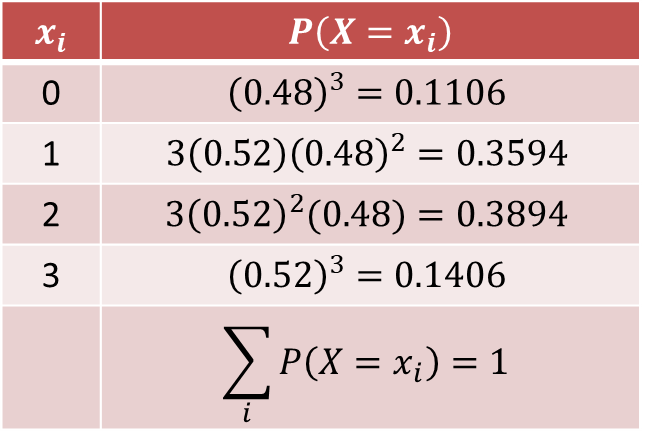 xᵢ P(X = xᵢ)
0 (0.48)³ = 0.1106
1 3(0.52)(0.48)² = 0.3594
2 3(0.52)²(0.48) = 0.3894
3 (0.52)³ = 0.1406
∑ᵢ P(X = xᵢ) = 1